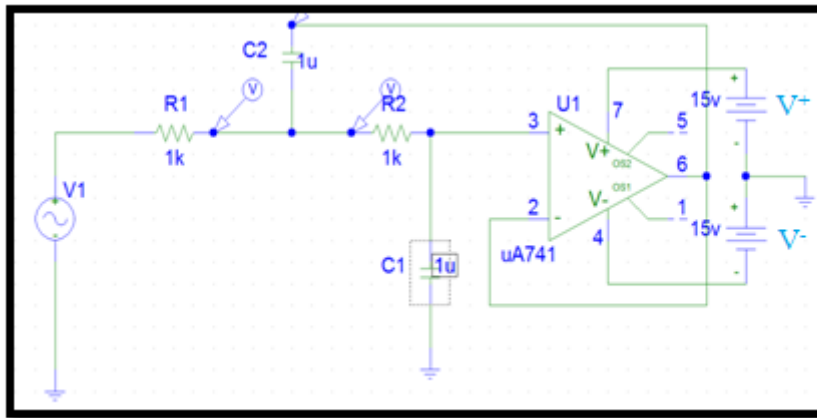 C2
1u
V
V
R1
R2
1k
1k
V1
C1
1u
U1
3
+
2
-
7
V+
OS2
5
6
OS1
V-
1
4
uA741
+
15v
V+
-
+
15v
V-
-
+
-